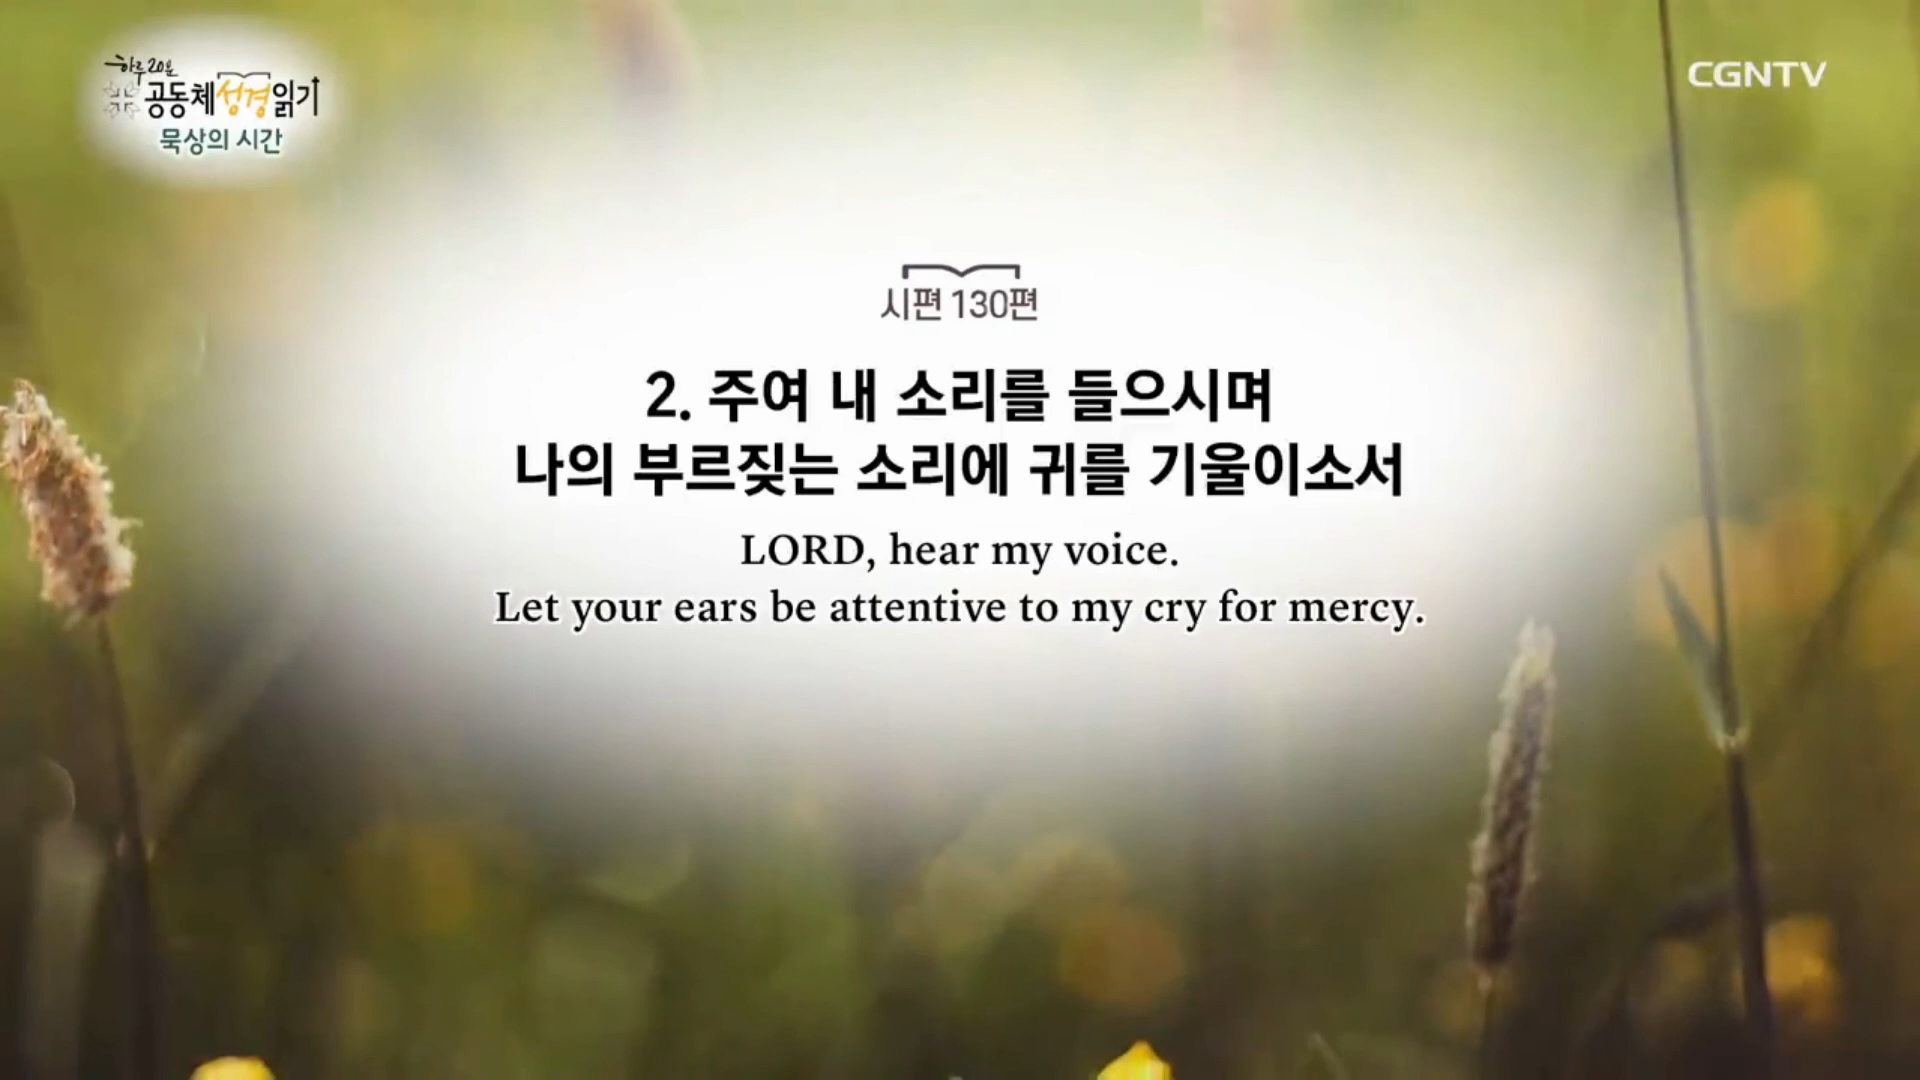 하루 20분
공동체성경읽기
묵상의 시간
CGNTV
시편 130편
2. 주여 내 소리를 들으시며
나의 부르짖는 소리에 귀를 기울이소서
LORD, hear my voice.
Let your ears be attentive to my cry for mercy.